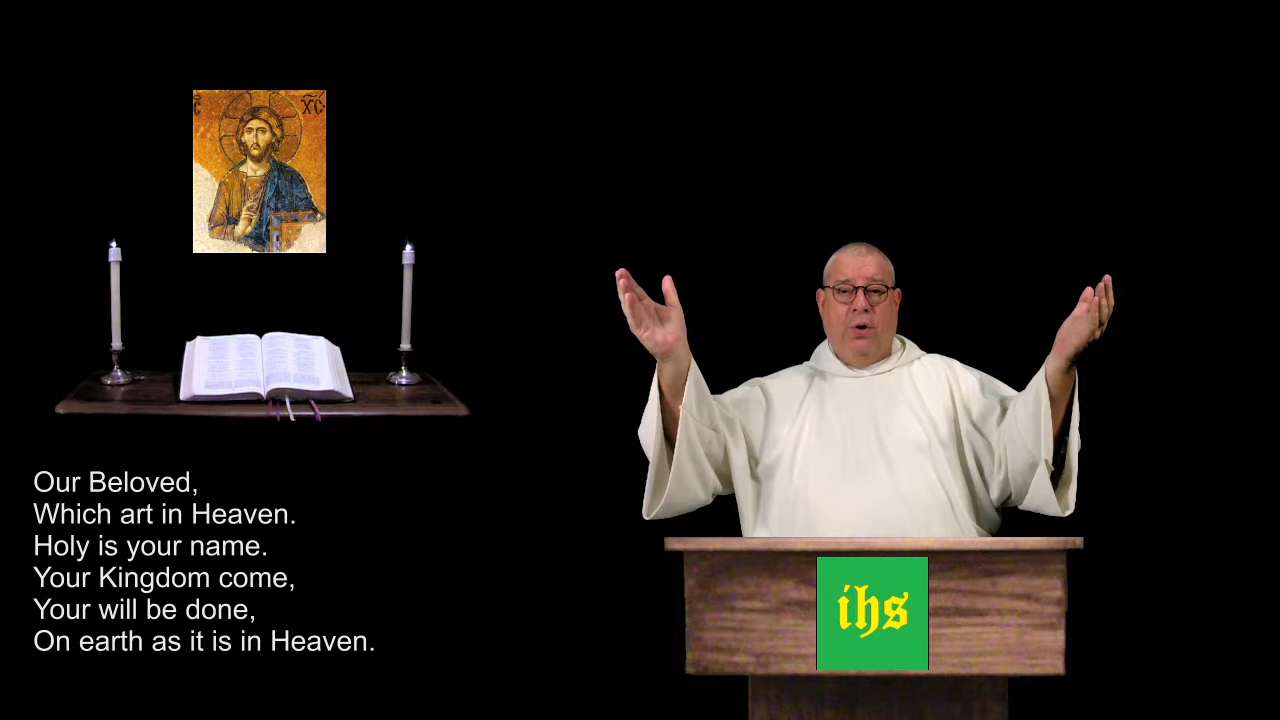 C XC
Our Beloved,
Which art in Heaven.
Holy is your name.
Your Kingdom come,
Your will be done,
On earth as it is in Heaven.
ihs